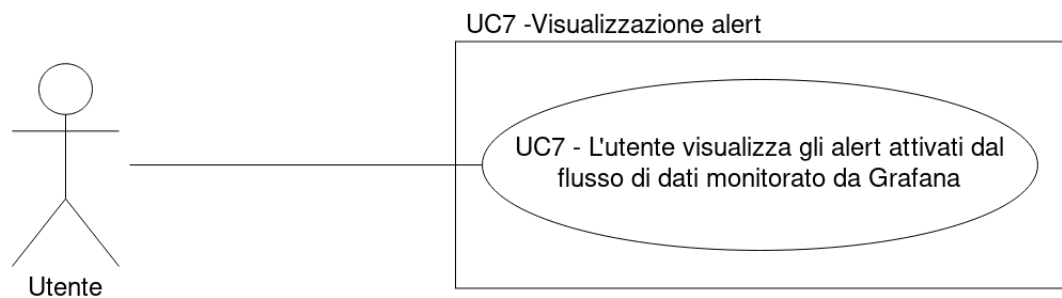 UC7 -Visualizzazione alert
UC7 - L'utente visualizza gli alert attivati dal
flusso di dati monitorato da Grafana
Utente